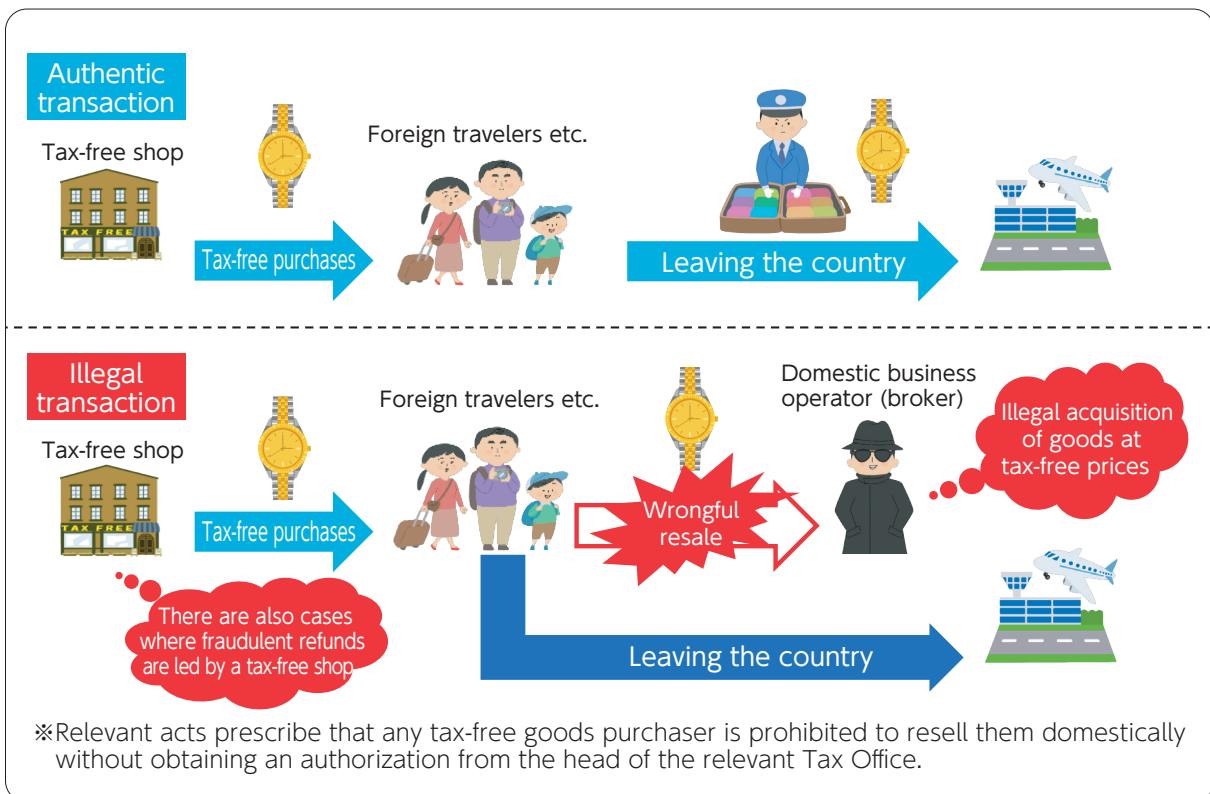 Authentic
transaction
Tax-free shop
TAX FREE
Tax-free purchases
Foreign travelers etc.
Leaving the country
Illegal
transaction
Tax-free shop
TAX FREE
Tax-free purchases
There are also cases
where fraudulent refunds
are led by a tax-free shop
Foreign travelers etc.
Wrongful
resale
Domestic business
operator (broker)
Illegal acquisition
of goods at
tax-free prices
Leaving the country
※Relevant acts prescribe that any tax-free goods purchaser is prohibited to resell them domestically
without obtaining an authorization from the head of the relevant Tax Office.